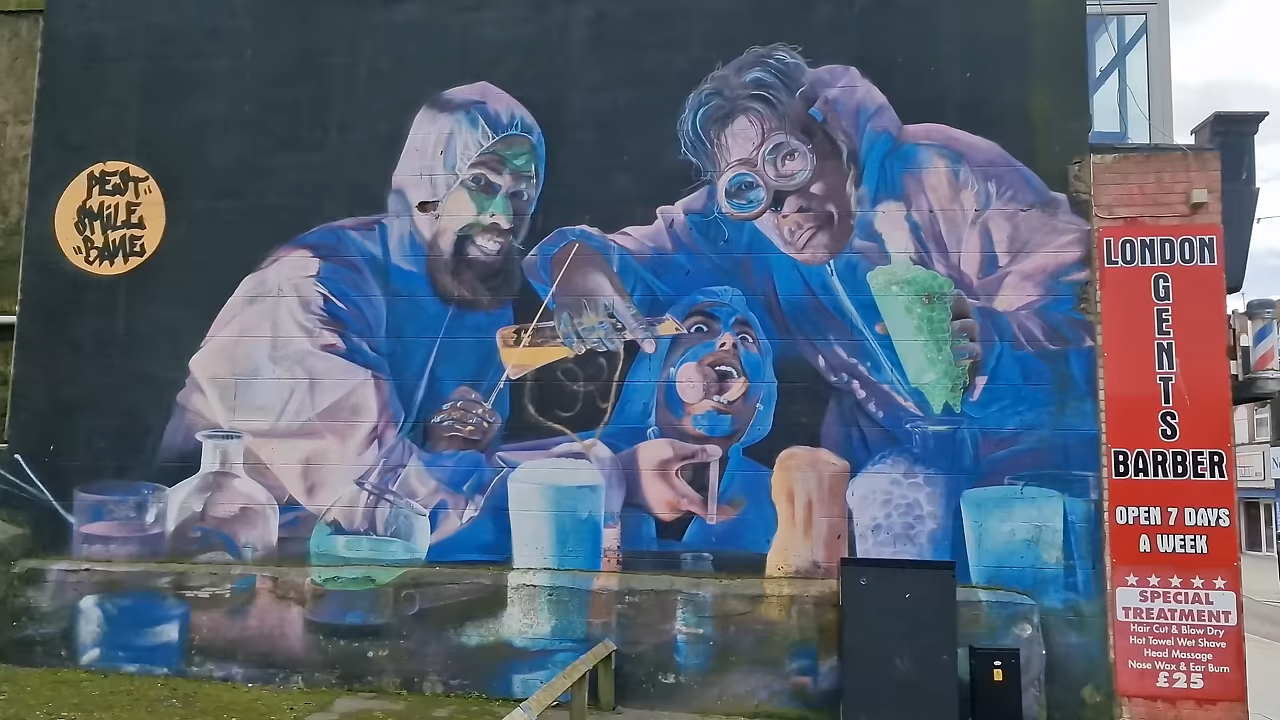 PEST
SMILE
BANE
LONDON
GENTS
BARBER
OPEN 7 DAYS
A WEEK
SPECIAL
TREATMENT
Hair Cut & Blow Dry
Hot Towel Wet Shave
Head Massage
Nose Wax & Ear Burn
£25